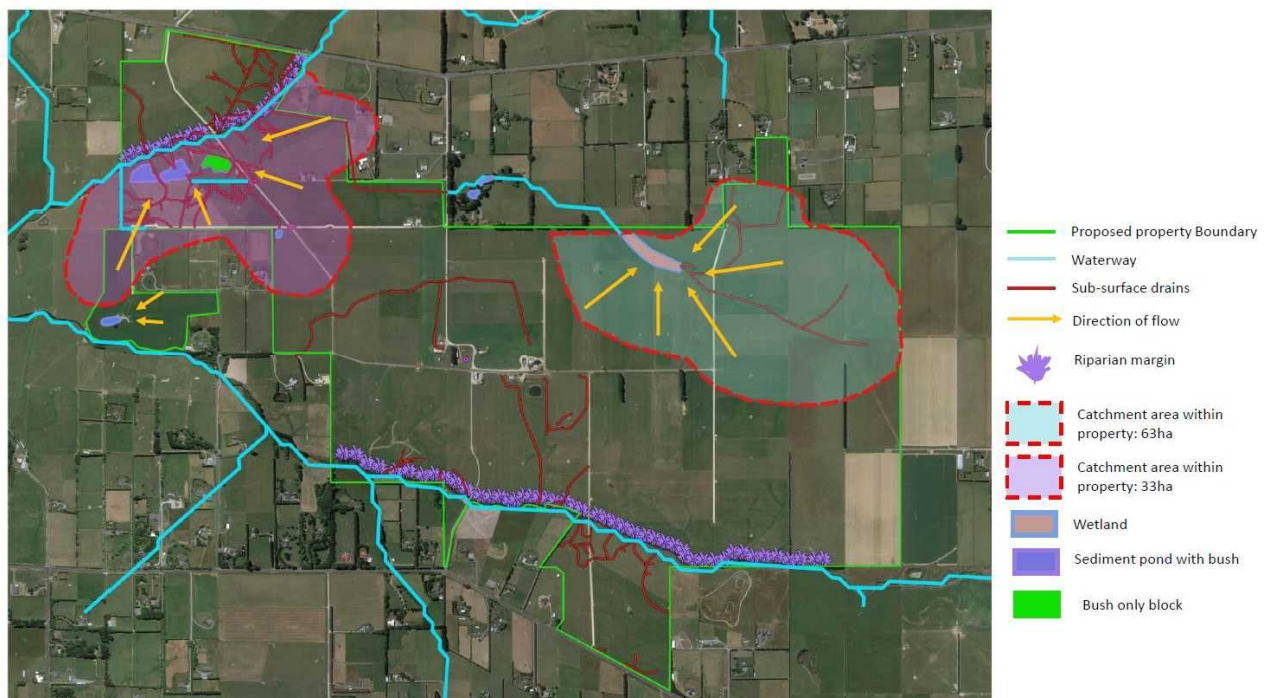 Proposed property Boundary
Waterway
Sub-surface drains
Direction of flow
Riparian margin
Catchment area within
property: 63ha
Catchment area within
property: 33ha
Wetland
Sediment pond with bush
Bush only block